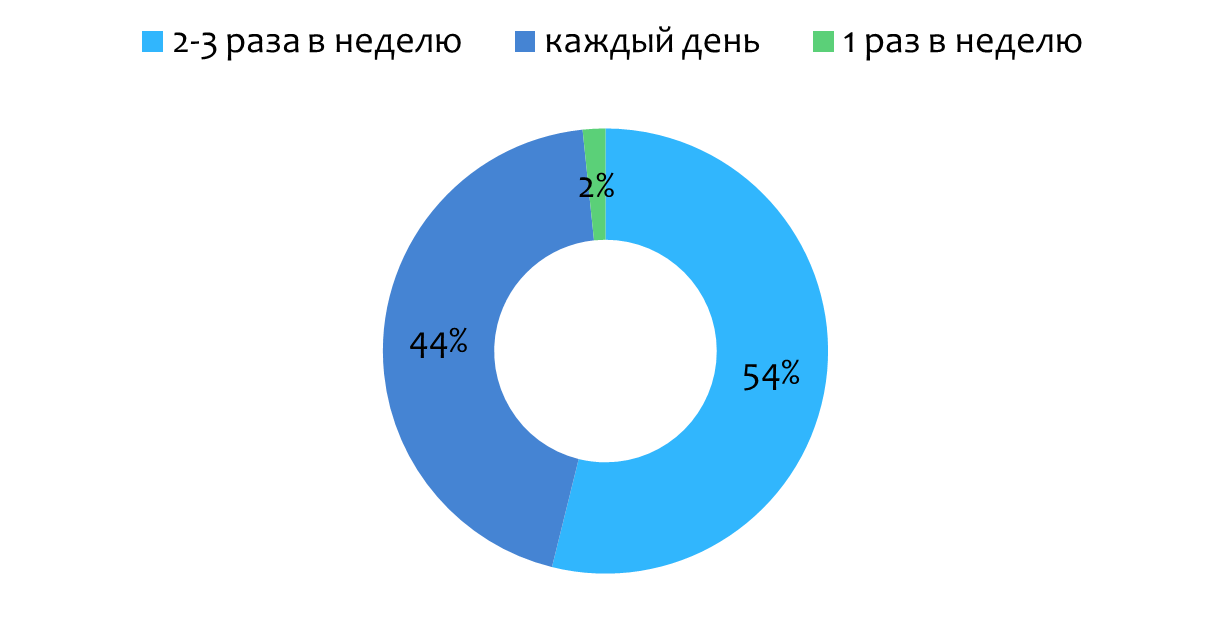 2-3 раза в неделю каждый день 1 раз в неделю
2%
44%
54%